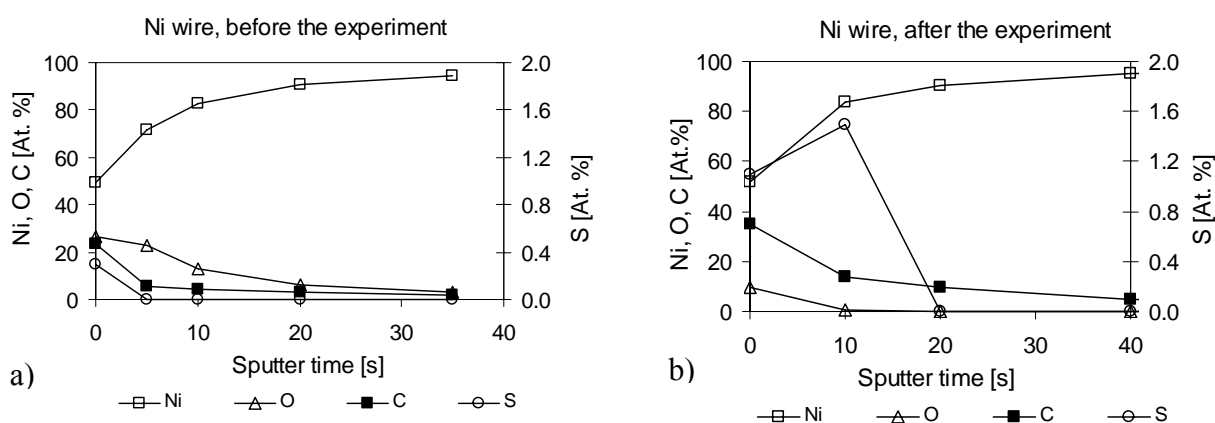 Ni wire, before the experiment
100
80
60
40
20
0
Ni, O, C [At. %]
2.0
1.6
1.2
0.8
0.4
0.0
S [At. %]
0 10 20 30 40
Sputter time [s]
a)
Ni O C S
Ni wire, after the experiment
100
80
60
40
20
0
Ni, O, C [At.%]
2.0
1.6
1.2
0.8
0.4
0.0
S [At. %]
0 10 20 30 40
Sputter time [s]
b)
Ni O C S